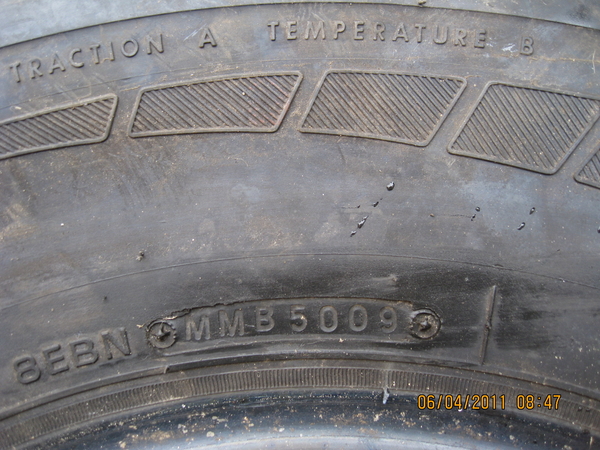 TRACTION A TEMPERATURE B
8EBN MMB5009
06/04/2011 08:47